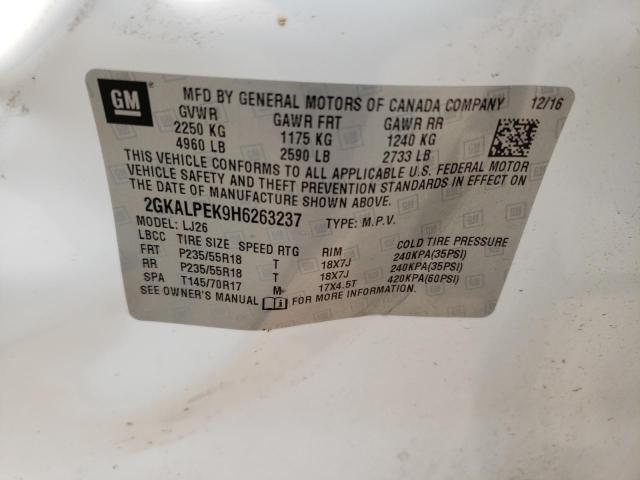 GM
MFD BY GENERAL MOTORS OF CANADA COMPANY 12/16
GVWR GAWR FRT GAWR RR
2250 KG 1175 KG 1240 KG
4960 LB 2590 LB 2733 LB
THIS VEHICLE CONFORMS TO ALL APPLICABLE U.S. FEDERAL MOTOR
VEHICLE SAFETY AND THEFT PREVENTION STANDARDS IN EFFECT ON
THE DATE OF MANUFACTURE SHOWN ABOVE.
2GKALPEK9H6263237 TYPE: M.P.V.
MODEL: LJ26
LBCC TIRE SIZE SPEED RTG RIM COLD TIRE PRESSURE
FRT P235/55R18 T 18X7J 240KPA(35PSI)
RR P235/55R18 T 18X7J 240KPA(35PSI)
SPA T145/70R17 M 17X4.5T 420KPA(60PSI)
SEE OWNER'S MANUAL FOR MORE INFORMATION.